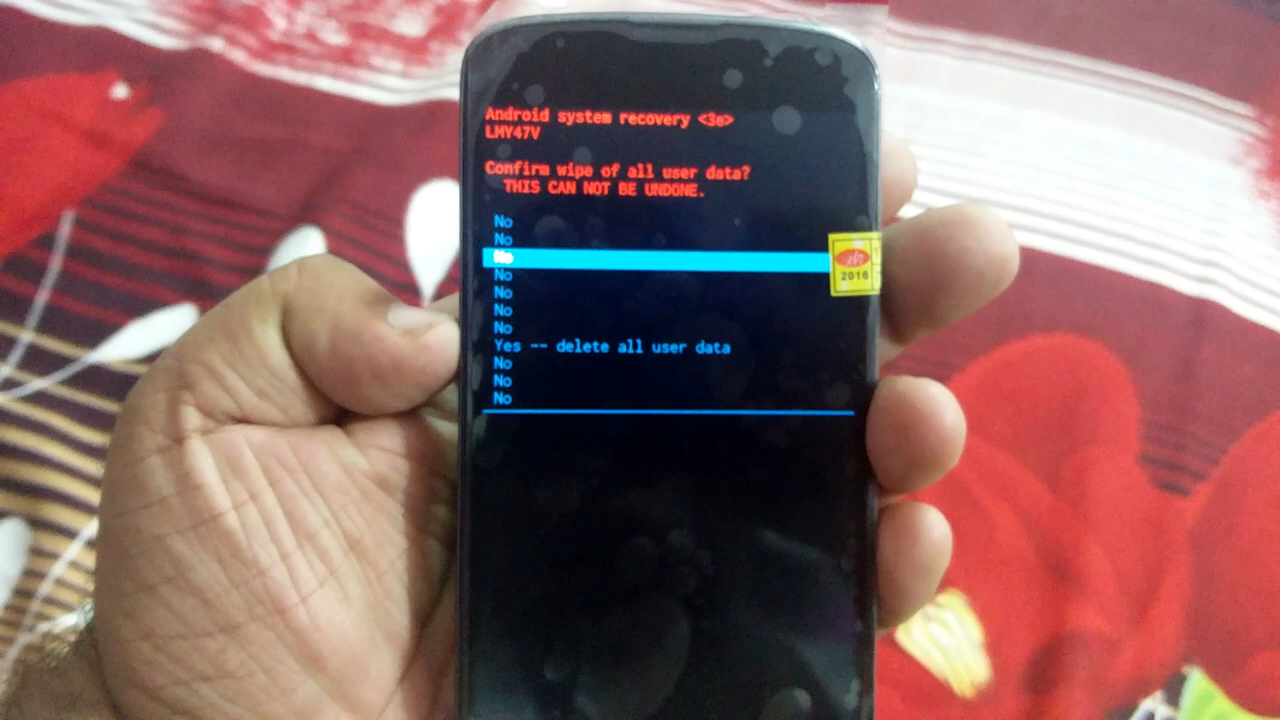 Android system recovery <3e>
LMY47V
Confirm wipe of all user data?
THIS CAN NOT BE UNDONE.
No
No
No
No
No
No
No
Yes -- delete all user data
No
No
No
2016